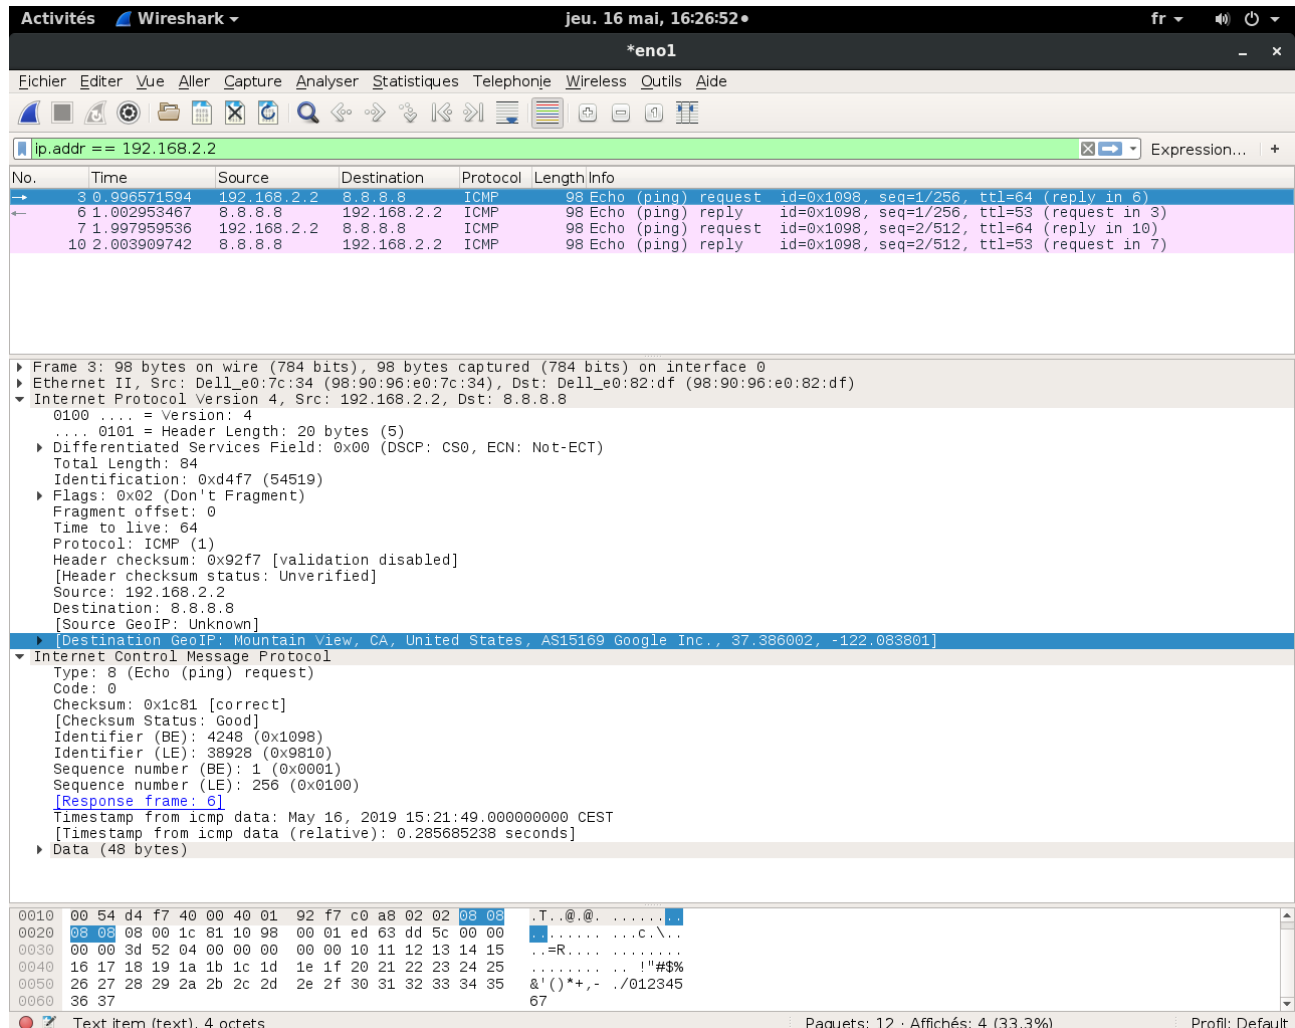 Activités Wireshark jeu. 16 mai, 16:26:52 fr
*eno1
Fichier Editer Vue Aller Capture Analyser Statistiques Telephonie Wireless Outils Aide
ip.addr == 192.168.2.2 Expression... +
No. Time Source Destination Protocol Length Info
3 0.996571594 192.168.2.2 8.8.8.8 ICMP 98 Echo (ping) request id=0x1098, seq=1/256, ttl=64 (reply in 6)
6 1.002953467 8.8.8.8 192.168.2.2 ICMP 98 Echo (ping) reply id=0x1098, seq=1/256, ttl=53 (request in 3)
7 1.997959536 192.168.2.2 8.8.8.8 ICMP 98 Echo (ping) request id=0x1098, seq=2/512, ttl=64 (reply in 10)
10 2.003909742 8.8.8.8 192.168.2.2 ICMP 98 Echo (ping) reply id=0x1098, seq=2/512, ttl=53 (request in 7)
Frame 3: 98 bytes on wire (784 bits), 98 bytes captured (784 bits) on interface 0
Ethernet II, Src: Dell_e0:7c:34 (98:90:96:e0:7c:34), Dst: Dell_e0:82:df (98:90:96:e0:82:df)
Internet Protocol Version 4, Src: 192.168.2.2, Dst: 8.8.8.8
0100 .... = Version: 4
.... 0101 = Header Length: 20 bytes (5)
Differentiated Services Field: 0x00 (DSCP: CS0, ECN: Not-ECT)
Total Length: 84
Identification: 0xd4f7 (54519)
Flags: 0x02 (Don't Fragment)
Fragment offset: 0
Time to live: 64
Protocol: ICMP (1)
Header checksum: 0x92f7 [validation disabled]
[Header checksum status: Unverified]
Source: 192.168.2.2
Destination: 8.8.8.8
[Source GeoIP: Unknown]
[Destination GeoIP: Mountain View, CA, United States, AS15169 Google Inc., 37.386002, -122.083801]
Internet Control Message Protocol
Type: 8 (Echo (ping) request)
Code: 0
Checksum: 0x1c81 [correct]
[Checksum Status: Good]
Identifier (BE): 4248 (0x1098)
Identifier (LE): 38928 (0x9810)
Sequence number (BE): 1 (0x0001)
Sequence number (LE): 256 (0x0100)
[Response frame: 6]
Timestamp from icmp data: May 16, 2019 15:21:49.000000000 CEST
[Timestamp from icmp data (relative): 0.285685238 seconds]
Data (48 bytes)
0010 00 54 d4 f7 40 00 40 01 92 f7 c0 a8 02 02 08 08 .T..@.@. ........
0020 08 08 08 00 1c 81 10 98 00 01 ed 63 dd 5c 00 00 ........ ...c.\..
0030 00 00 3d 52 04 00 00 00 00 00 10 11 12 13 14 15 ..=R.... ........
0040 16 17 18 19 1a 1b 1c 1d 1e 1f 20 21 22 23 24 25 ........ .. !"#$%
0050 26 27 28 29 2a 2b 2c 2d 2e 2f 30 31 32 33 34 35 &'()*+,- ./012345
0060 36 37 67
Text item (text), 4 octets Paquets: 12 · Affichés: 4 (33.3%) Profil: Default